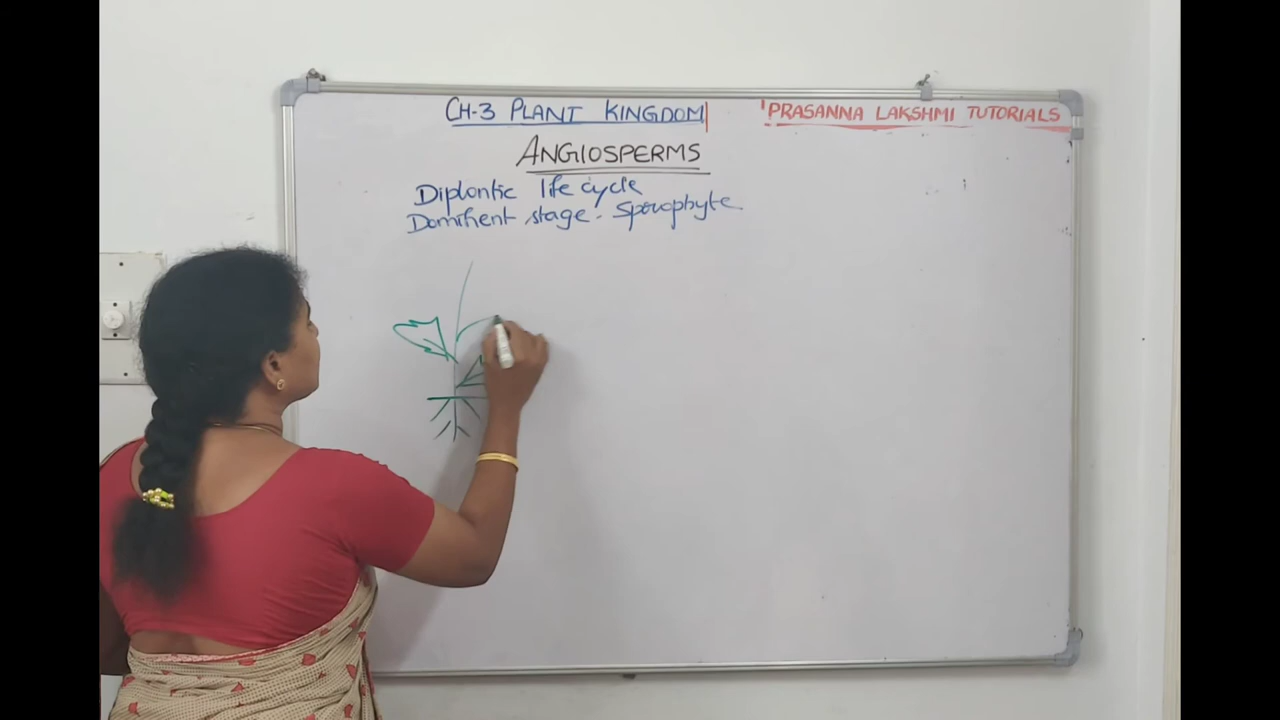 CH-3 PLANT KINGDOM
'PRASANNA LAKSHMI TUTORIALS
ANGIOSPERMS
Diplontic life cycle
Dominent stage - Sporophyte